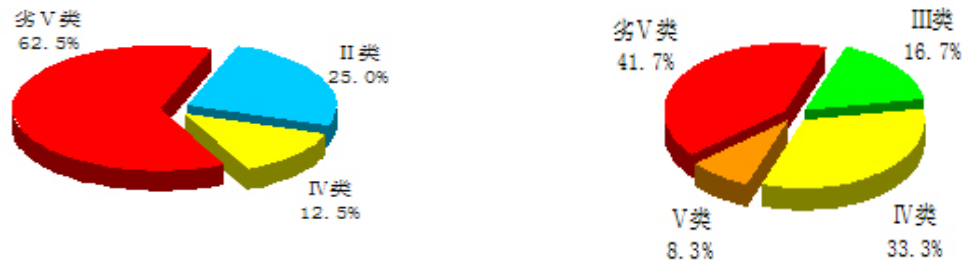 劣Ⅴ类
62.5%
Ⅱ类
25.0%
Ⅳ类
12.5%
劣Ⅴ类
41.7%
Ⅲ类
16.7%
Ⅴ类
8.3%
Ⅳ类
33.3%